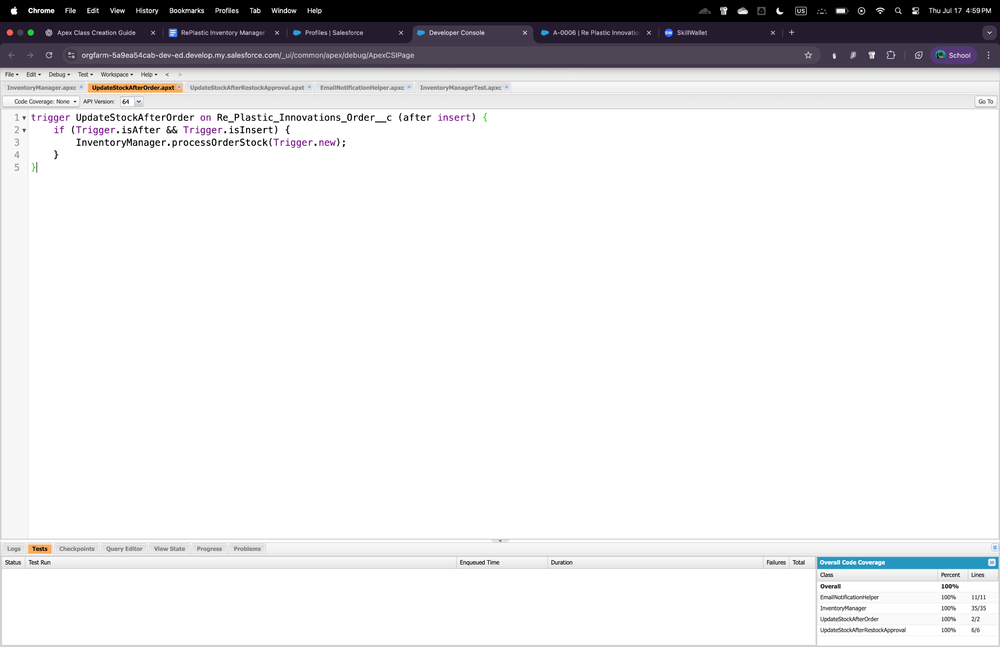 Chrome File Edit View History Bookmarks Profiles Tab Window Help US Thu Jul 17 4:59 PM
Apex Class Creation Guide RePlastic Inventory Manager Profiles | Salesforce Developer Console A-0006 | Re Plastic Innovatio SW SkillWallet
orgfarm-5a9ea54cab-dev-ed.develop.my.salesforce.com/_ui/common/apex/debug/ApexCSIPage School
File Edit Debug Test Workspace Help < >
InventoryManager.apxc UpdateStockAfterOrder.apxt UpdateStockAfterRestockApproval.apxt EmailNotificationHelper.apxc InventoryManagerTest.apxc
Code Coverage: None API Version: 64 Go To
1 trigger UpdateStockAfterOrder on Re_Plastic_Innovations_Order__c (after insert) {
2 if (Trigger.isAfter && Trigger.isInsert) {
3 InventoryManager.processOrderStock(Trigger.new);
4 }
5 }
Logs Tests Checkpoints Query Editor View State Progress Problems
Status Test Run Enqueued Time Duration Failures Total Overall Code Coverage
Class Percent Lines
Overall 100%
EmailNotificationHelper 100% 11/11
InventoryManager 100% 35/35
UpdateStockAfterOrder 100% 2/2
UpdateStockAfterRestockApproval 100% 6/6